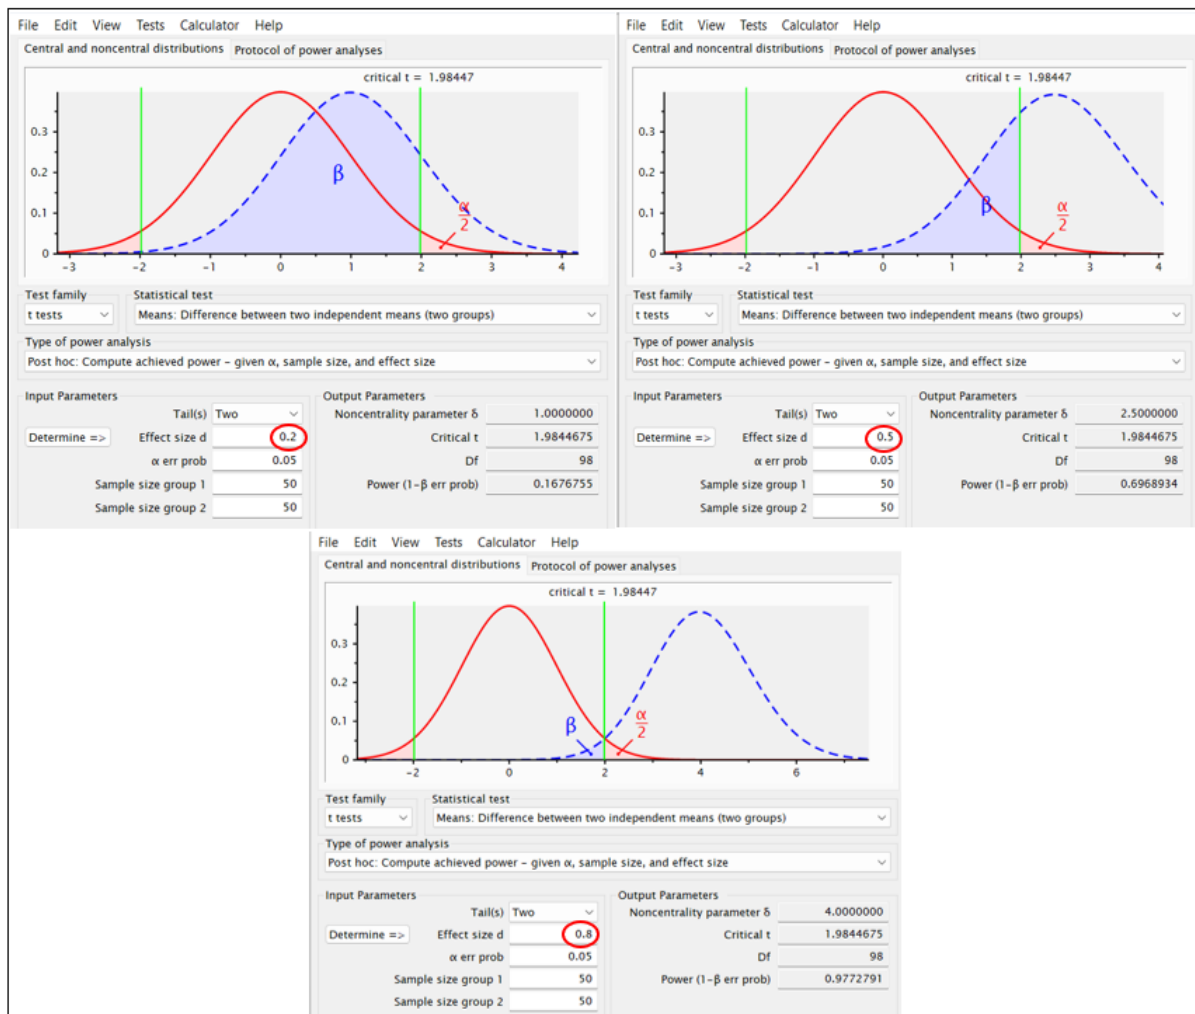 File Edit View Tests Calculator Help
Central and noncentral distributions Protocol of power analyses
critical t = 1.98447
0.3
0.2
0.1
0
β
α
2
-3 -2 -1 0 1 2 3 4
Test family Statistical test
t tests Means: Difference between two independent means (two groups)
Type of power analysis
Post hoc: Compute achieved power – given α, sample size, and effect size
Input Parameters Output Parameters
Tail(s) Two Noncentrality parameter δ 1.0000000
Determine => Effect size d 0.2 Critical t 1.9844675
α err prob 0.05 Df 98
Sample size group 1 50 Power (1-β err prob) 0.1676755
Sample size group 2 50
File Edit View Tests Calculator Help
Central and noncentral distributions Protocol of power analyses
critical t = 1.98447
0.3
0.2
0.1
0
β
α
2
-3 -2 -1 0 1 2 3 4
Test family Statistical test
t tests Means: Difference between two independent means (two groups)
Type of power analysis
Post hoc: Compute achieved power – given α, sample size, and effect size
Input Parameters Output Parameters
Tail(s) Two Noncentrality parameter δ 2.5000000
Determine => Effect size d 0.5 Critical t 1.9844675
α err prob 0.05 Df 98
Sample size group 1 50 Power (1-β err prob) 0.6968934
Sample size group 2 50
File Edit View Tests Calculator Help
Central and noncentral distributions Protocol of power analyses
critical t = 1.98447
0.3
0.2
0.1
0
β
α
2
-2 0 2 4 6
Test family Statistical test
t tests Means: Difference between two independent means (two groups)
Type of power analysis
Post hoc: Compute achieved power – given α, sample size, and effect size
Input Parameters Output Parameters
Tail(s) Two Noncentrality parameter δ 4.0000000
Determine => Effect size d 0.8 Critical t 1.9844675
α err prob 0.05 Df 98
Sample size group 1 50 Power (1-β err prob) 0.9772791
Sample size group 2 50